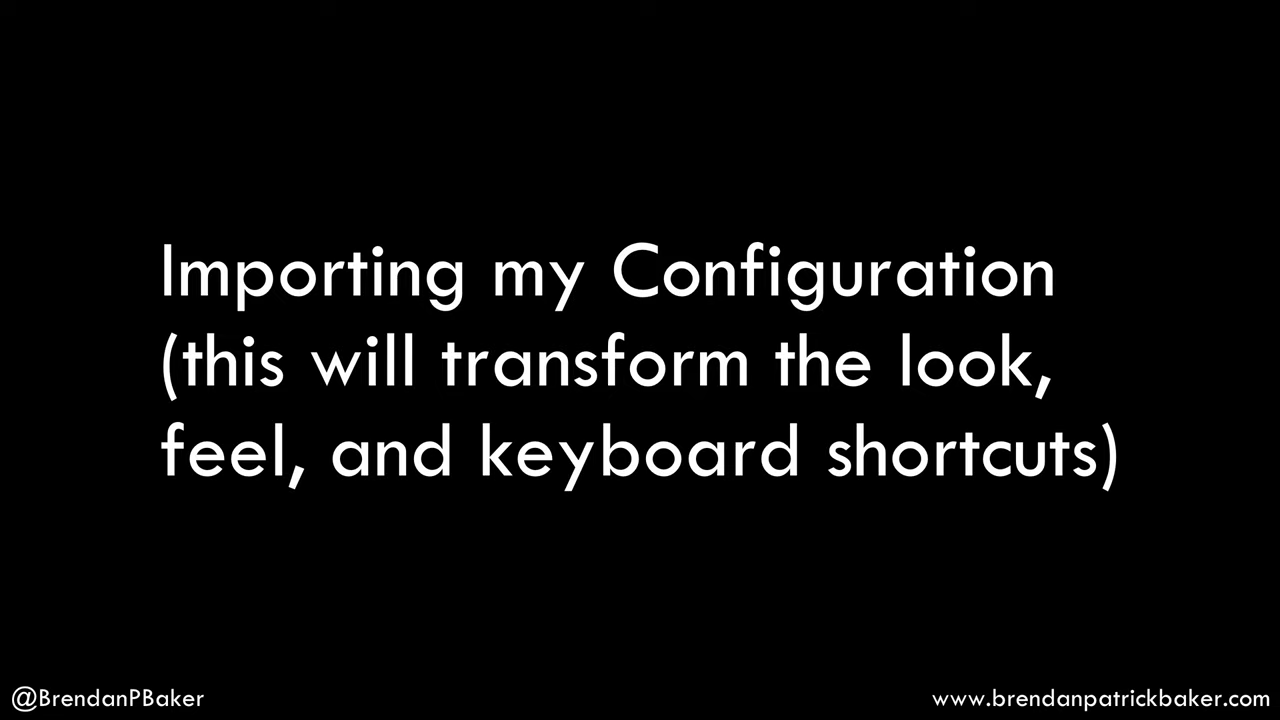 Importing my Configuration
(this will transform the look,
feel, and keyboard shortcuts)
@BrendanPBaker
www.brendanpatrickbaker.com